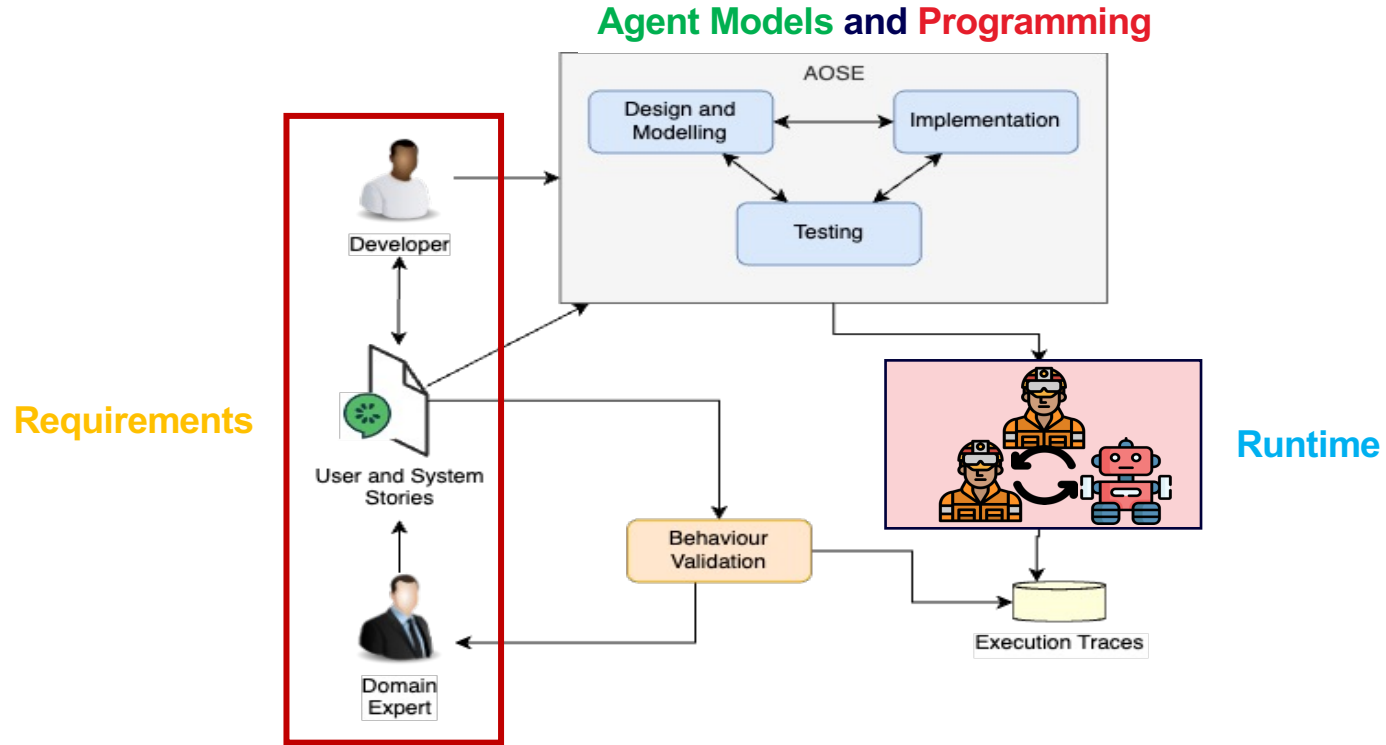 Agent Models and Programming
AOSE
Design and
Modelling
Implementation
Testing
Developer
Requirements
User and System
Stories
Runtime
Behaviour
Validation
Execution Traces
Domain
Expert